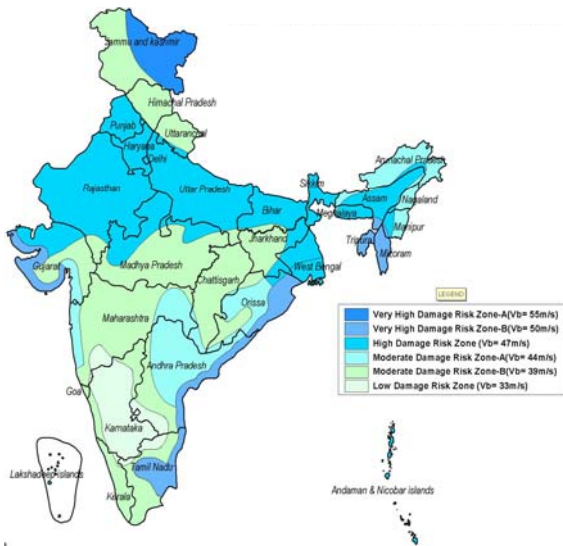 Jammu and kashmir
Himachal Pradesh
Punjab
Uttaranchal
Haryana
Delhi
Rajasthan
Uttar Pradesh
Sikkim
Arunachal Pradesh
Assam
Nagaland
Bihar
Meghalaya
Manipur
Tripura
Mizoram
Jharkhand
Gujarat
Madhya Pradesh
West Bengal
Chattisgarh
Orissa
Maharashtra
Andhra Pradesh
Goa
Karnataka
Tamil Nadu
Kerala
Lakshadeep islands
Andaman & Nicobar islands
LEGEND
Very High Damage Risk Zone-A(Vb= 55m/s)
Very High Damage Risk Zone-B(Vb= 50m/s)
High Damage Risk Zone (Vb= 47m/s)
Moderate Damage Risk Zone-A(Vb= 44m/s)
Moderate Damage Risk Zone-B(Vb= 39m/s)
Low Damage Risk Zone (Vb= 33m/s)